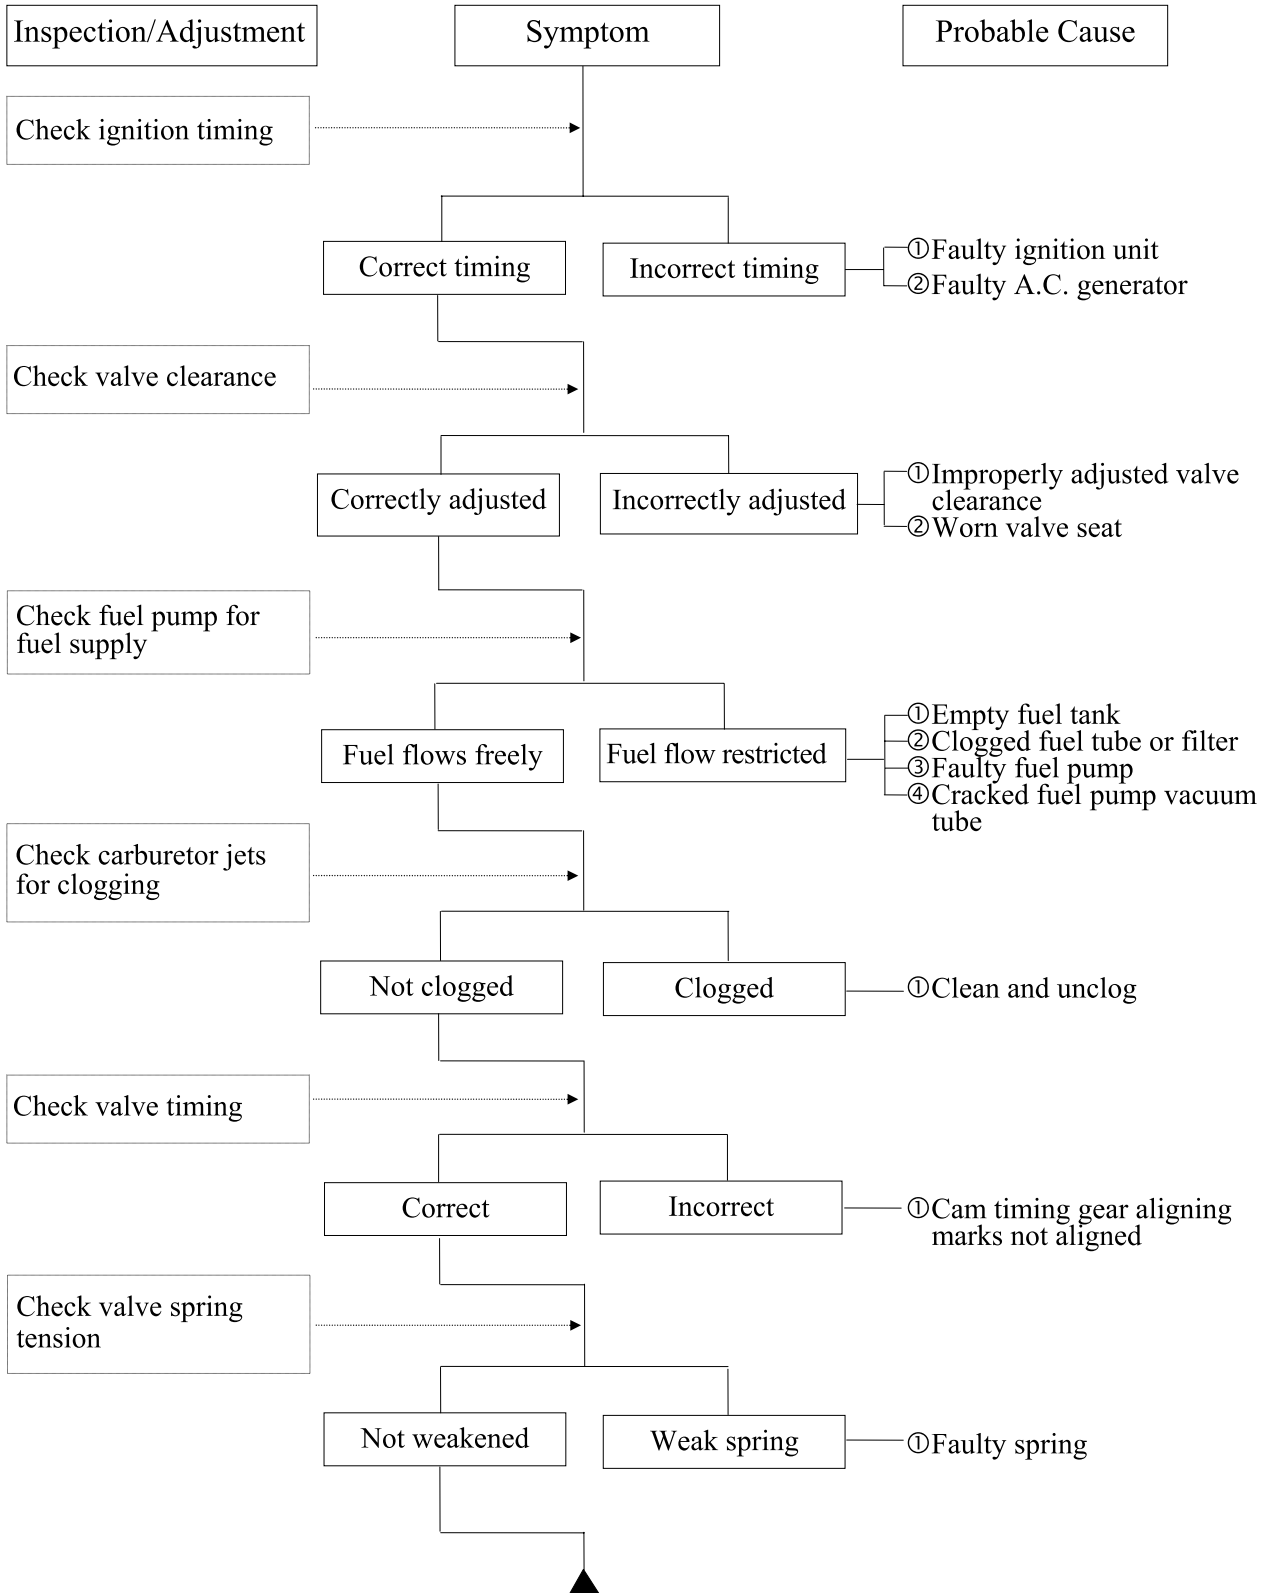 Inspection/Adjustment
Symptom
Probable Cause
Check ignition timing
Correct timing
Incorrect timing
①Faulty ignition unit
②Faulty A.C. generator
Check valve clearance
Correctly adjusted
Incorrectly adjusted
①Improperly adjusted valve
clearance
②Worn valve seat
Check fuel pump for
fuel supply
Fuel flows freely
Fuel flow restricted
①Empty fuel tank
②Clogged fuel tube or filter
③Faulty fuel pump
④Cracked fuel pump vacuum
tube
Check carburetor jets
for clogging
Not clogged
Clogged
①Clean and unclog
Check valve timing
Correct
Incorrect
①Cam timing gear aligning
marks not aligned
Check valve spring
tension
Not weakened
Weak spring
①Faulty spring